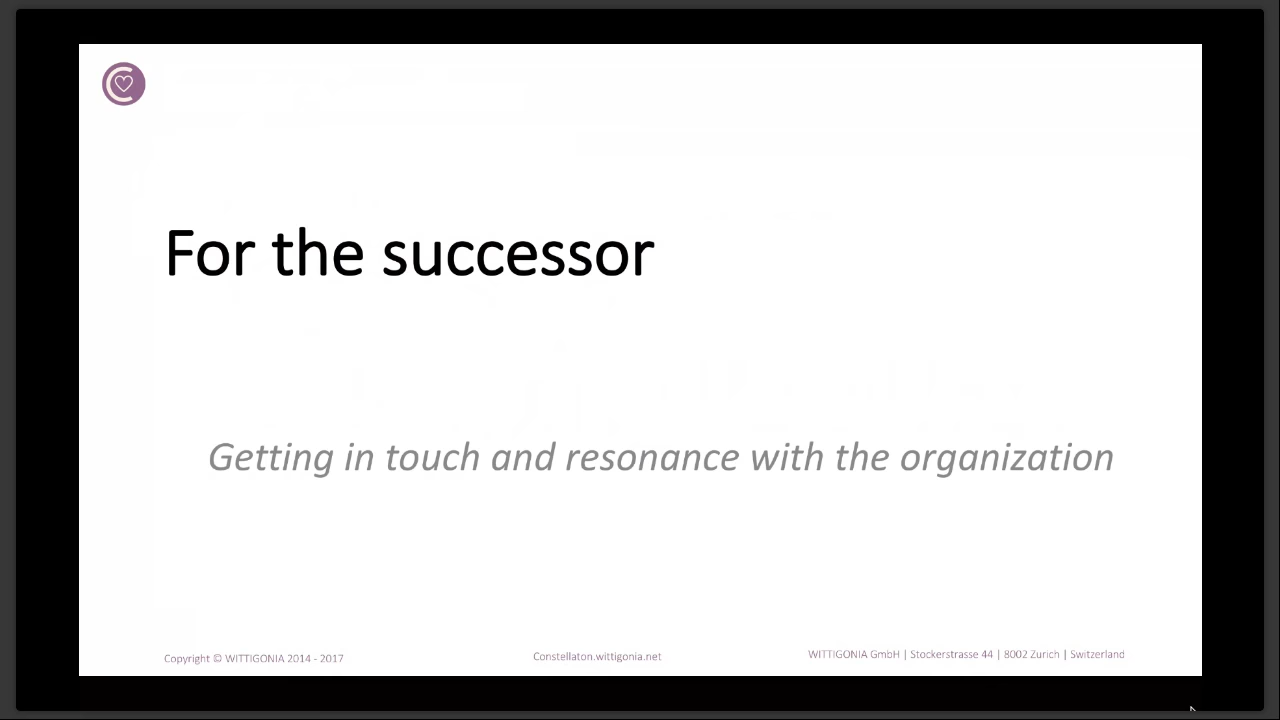 For the successor
Getting in touch and resonance with the organization
Copyright © WITTIGONIA 2014 - 2017
Constellaton.wittigonia.net
WITTIGONIA GmbH | Stockerstrasse 44 | 8002 Zurich | Switzerland